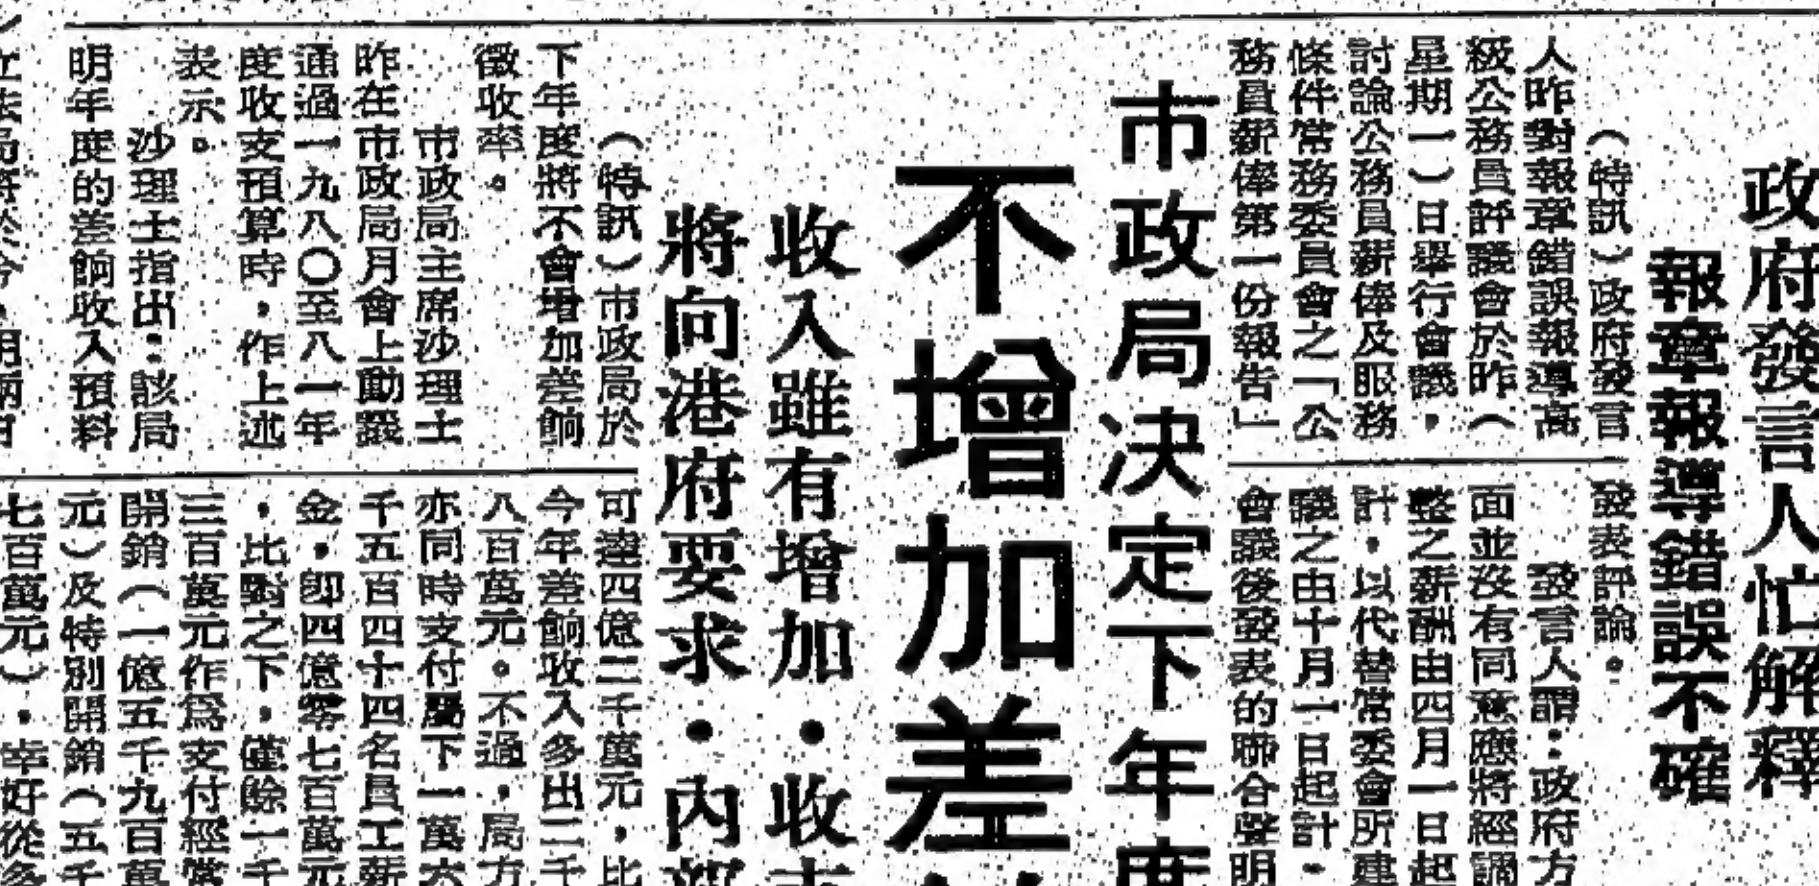 政府發言人忙解釋
報章報導錯誤不確
（特訊）政府發言
人昨對報章錯誤報導高
級公務員評議會於昨（
星期一）日舉行會議，
討論公務員薪俸及服務
條件常務委員會之「公
務員薪俸第一份報告」
發表評論。
發言人謂：政府方
面並沒有同意應將經調
整之薪酬由四月一日起
計，以代替常委會所建
議之由十月一日起計。
會議後發表的聯合聲明
市政局決定下年度
不增加差
收入雖有增加・收支
將向港府要求・內部
（特訊）市政局於
下年度將不會增加差餉
徵收率。
市政局主席沙理士
昨在市政局月會上動議
通過一九八〇至八一年
度收支預算時，作上述
表示。
沙理士指出：該局
明年度的差餉收入預料
可達四億二千萬元，比
今年差餉收入多出二千
八百萬元。不過，局方
亦同時支付屬下一萬六
千五百四十四名員工薪
金，卽四億零七百萬元
，比對之下，僅餘一千
三百萬元作爲支付經常
開銷（一億五千九百萬
元）及特別開銷（五千
七百萬元），幸好從多